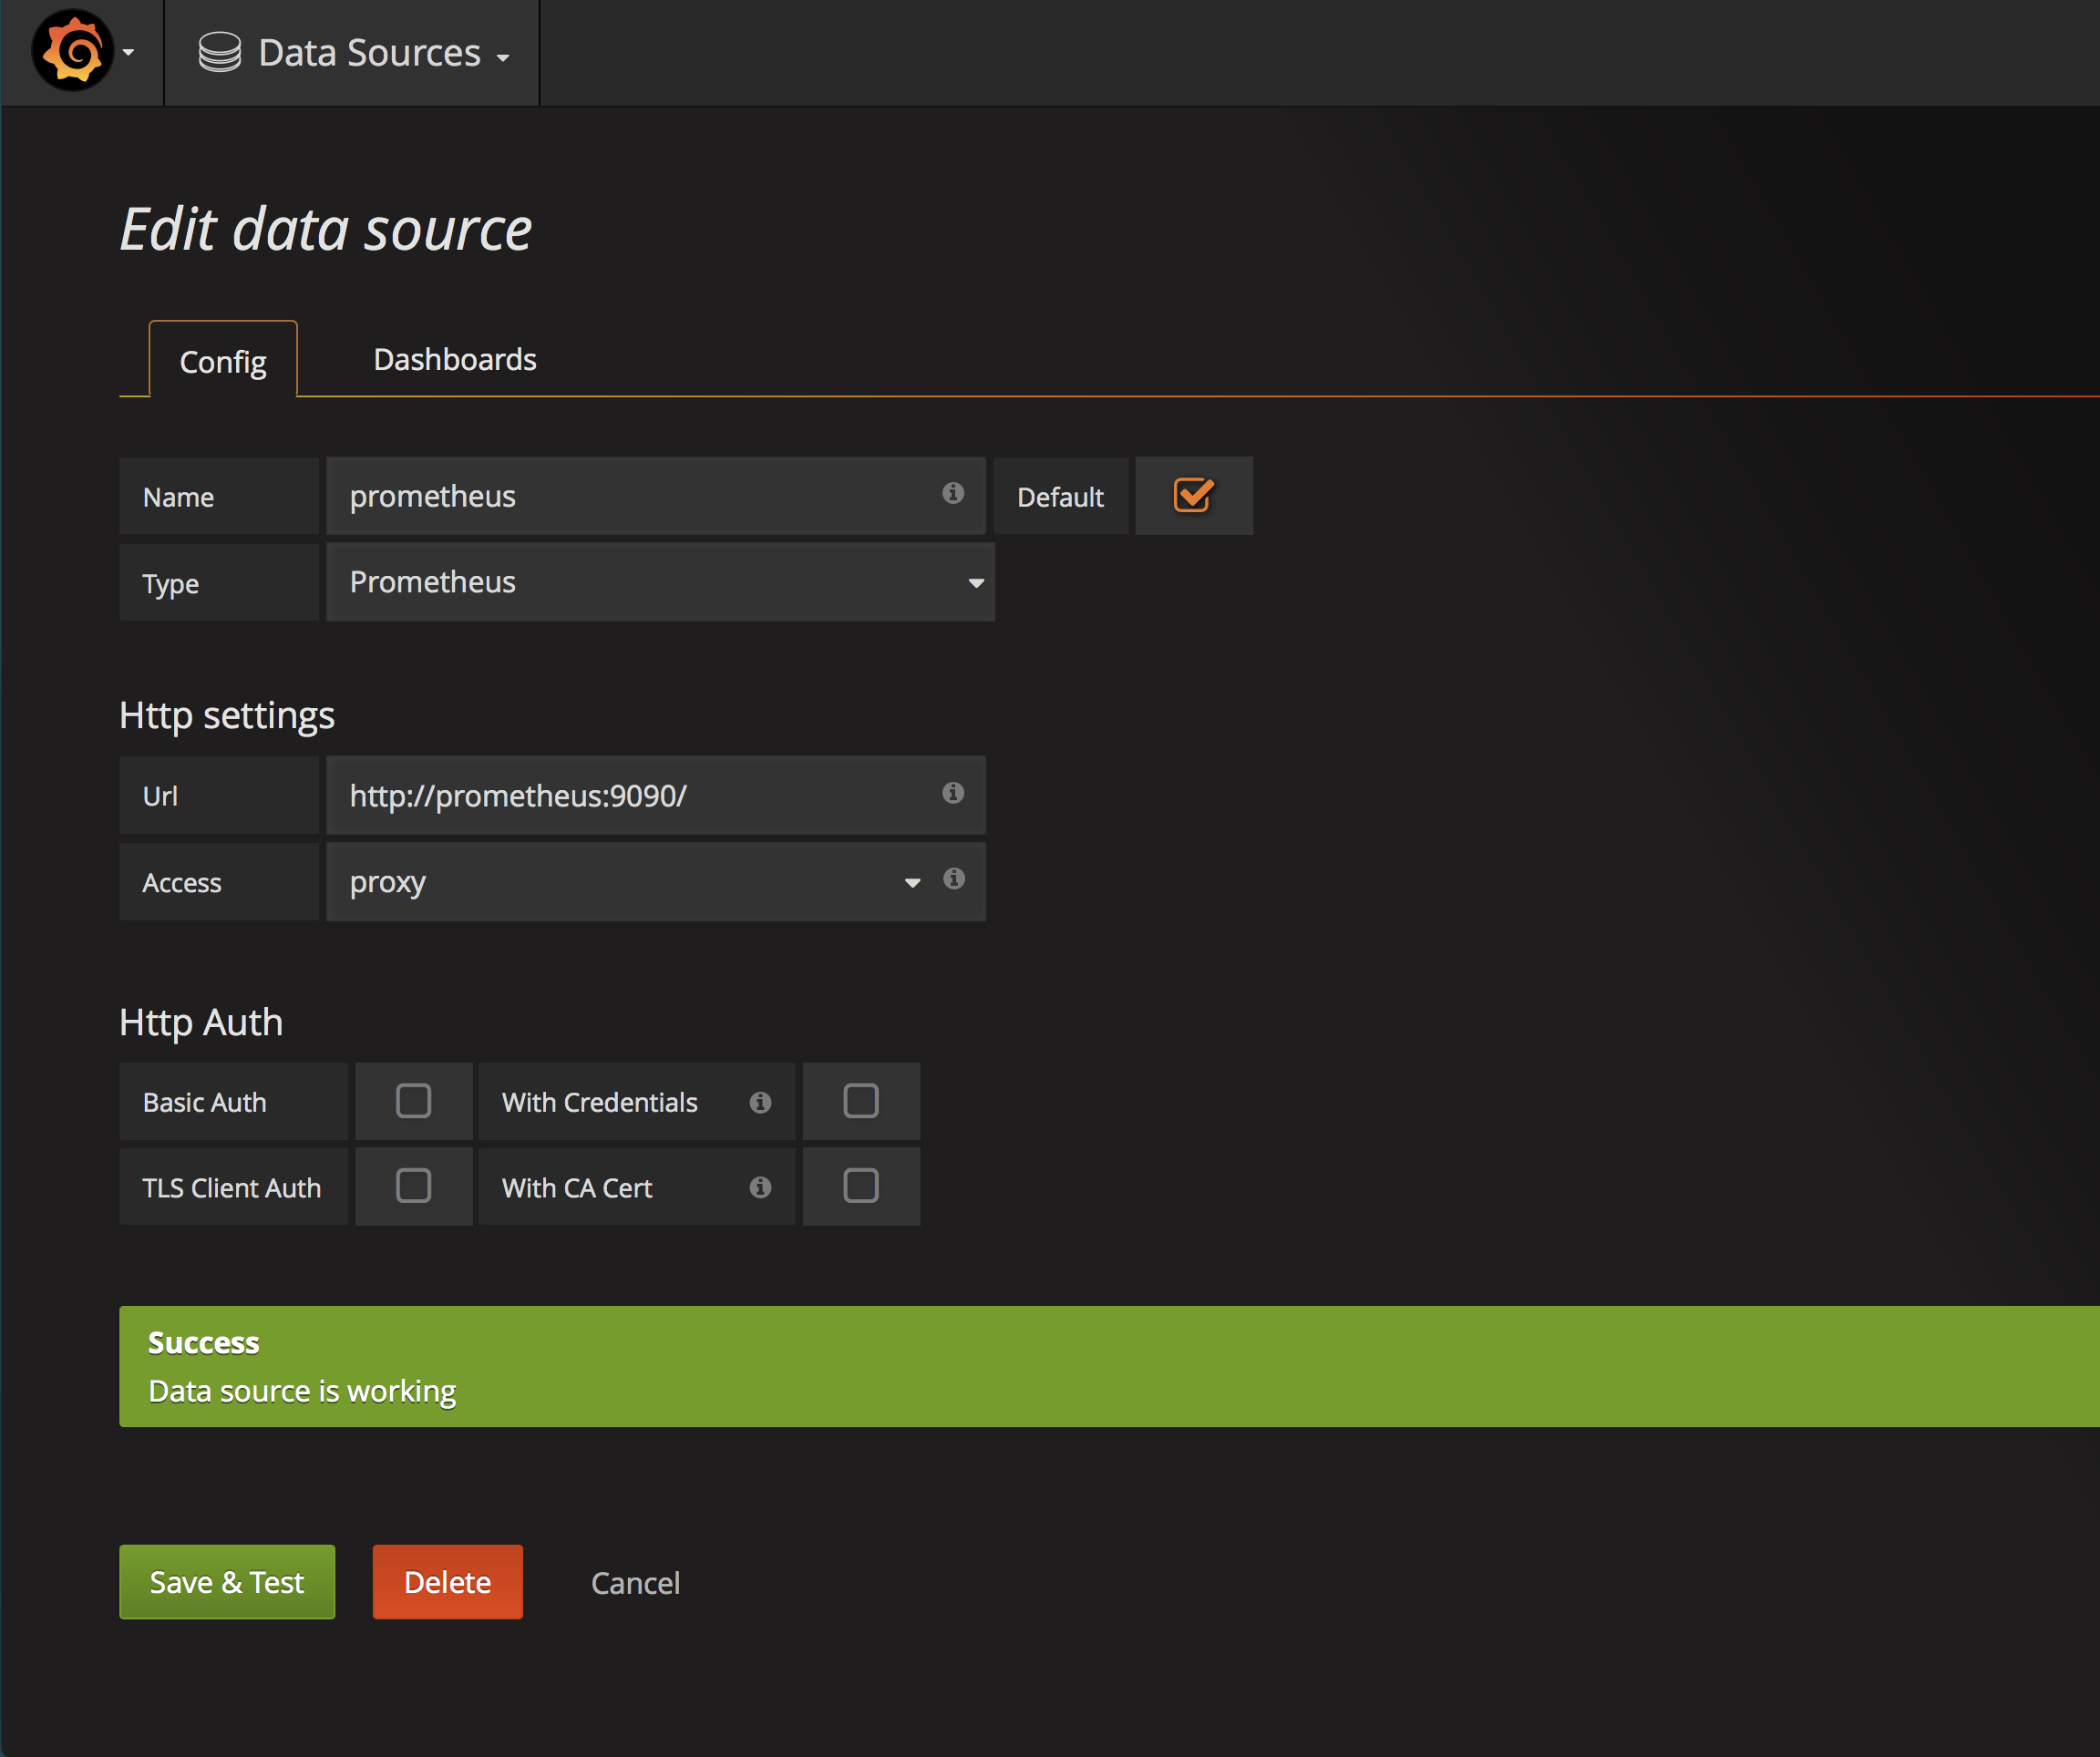 Data Sources
Edit data source
Config Dashboards
Name prometheus Default
Type Prometheus
Http settings
Url http://prometheus:9090/
Access proxy
Http Auth
Basic Auth With Credentials
TLS Client Auth With CA Cert
Success
Data source is working
Save & Test Delete Cancel